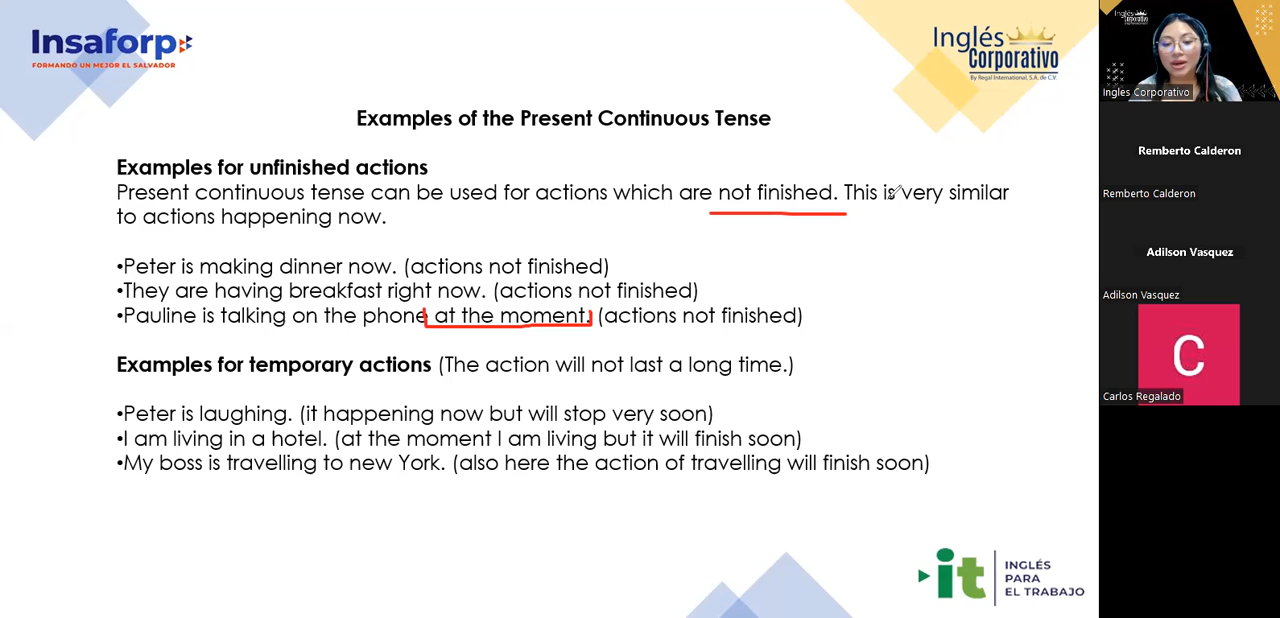 Insaforp
FORMANDO UN MEJOR EL SALVADOR
Inglés
Corporativo
By Regal International, S.A. de C.V.
Examples of the Present Continuous Tense
Examples for unfinished actions
Present continuous tense can be used for actions which are not finished. This is very similar
to actions happening now.
•Peter is making dinner now. (actions not finished)
•They are having breakfast right now. (actions not finished)
•Pauline is talking on the phone at the moment. (actions not finished)
Examples for temporary actions (The action will not last a long time.)
•Peter is laughing. (it happening now but will stop very soon)
•I am living in a hotel. (at the moment I am living but it will finish soon)
•My boss is travelling to new York. (also here the action of travelling will finish soon)
it
INGLÉS
PARA
EL TRABAJO
Inglés
Corporativo
Ingles Corporativo
Remberto Calderon
Remberto Calderon
Adilson Vasquez
Adilson Vasquez
C
Carlos Regalado